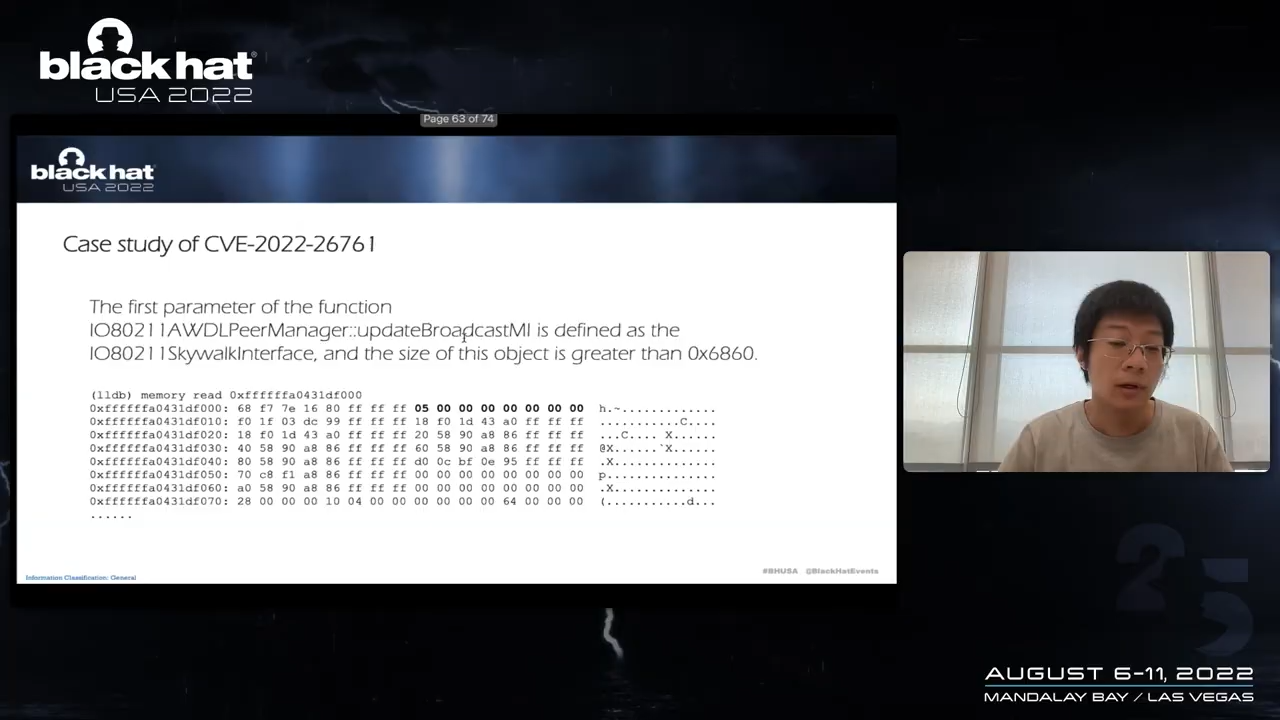 black hat®
USA 2022
Page 63 of 74
black hat
USA 2022
Case study of CVE-2022-26761
The first parameter of the function
IO80211AWDLPeerManager::updateBroadcastMI is defined as the
IO80211SkywalkInterface, and the size of this object is greater than 0x6860.
(lldb) memory read 0xffffffa0431df000
0xffffffa0431df000: 68 f7 7e 16 80 ff ff ff 05 00 00 00 00 00 00 00 h.~.............
0xffffffa0431df010: f0 1f 03 dc 99 ff ff ff 18 f0 1d 43 a0 ff ff ff ...........C....
0xffffffa0431df020: 18 f0 1d 43 a0 ff ff ff 20 58 90 a8 86 ff ff ff ...C.... X......
0xffffffa0431df030: 40 58 90 a8 86 ff ff ff 60 58 90 a8 86 ff ff ff @X......`X......
0xffffffa0431df040: 80 58 90 a8 86 ff ff ff d0 0c bf 0e 95 ff ff ff .X..............
0xffffffa0431df050: 70 c8 f1 a8 86 ff ff ff 00 00 00 00 00 00 00 00 p...............
0xffffffa0431df060: a0 58 90 a8 86 ff ff ff 00 00 00 00 00 00 00 00 .X..............
0xffffffa0431df070: 28 00 00 00 10 04 00 00 00 00 00 00 64 00 00 00 (...........d...
......
Information Classification: General
#BHUSA @BlackHatEvents
25
AUGUST 6-11, 2022
MANDALAY BAY / LAS VEGAS